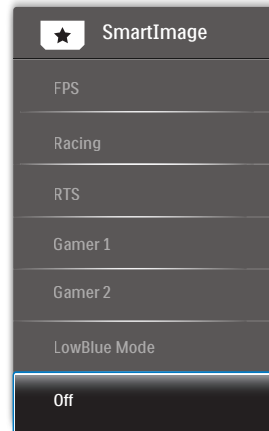 SmartImage
FPS
Racing
RTS
Gamer 1
Gamer 2
LowBlue Mode
Off